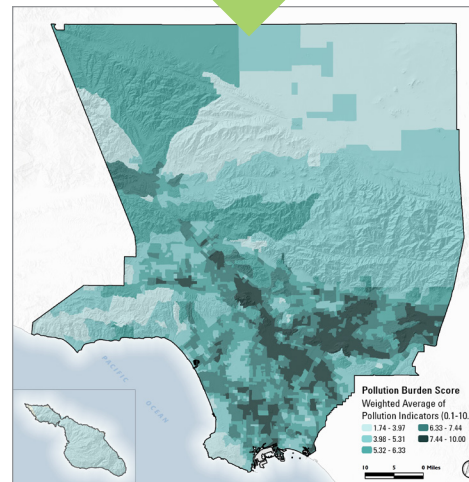 PACIFIC
OCEAN
Pollution Burden Score
Weighted Average of
Pollution Indicators (0.1-10.
1.74 - 3.97
6.33 - 7.44
3.98 - 5.31
7.44 - 10.00
5.32 - 6.33
10 5 0 Miles